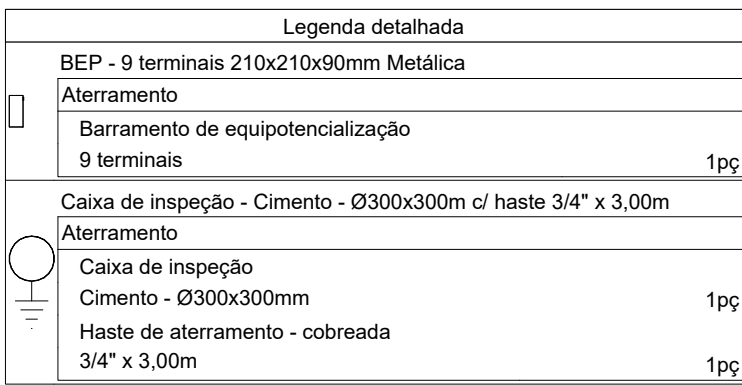 Legenda detalhada
BEP - 9 terminais 210x210x90mm Metálica
Aterramento
Barramento de equipotencialização
9 terminais 1pç
Caixa de inspeção - Cimento - Ø300x300m c/ haste 3/4" x 3,00m
Aterramento
Caixa de inspeção
Cimento - Ø300x300mm 1pç
Haste de aterramento - cobreada
3/4" x 3,00m 1pç